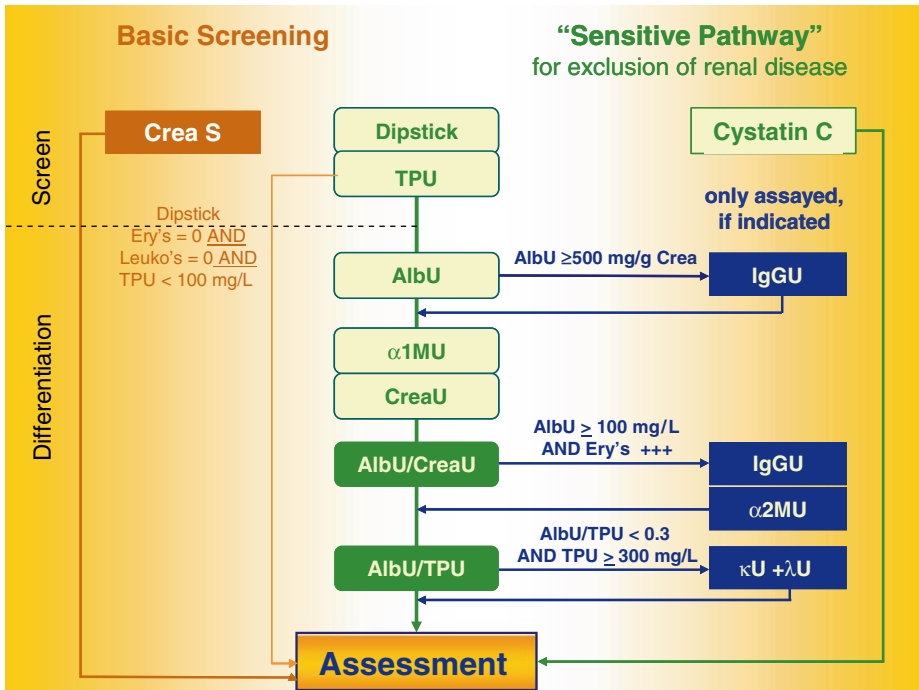 Basic Screening
“Sensitive Pathway”
for exclusion of renal disease
Screen
Differentiation
Crea S
Dipstick
TPU
Cystatin C
only assayed,
if indicated
Dipstick
Ery's = 0 AND
Leuko's = 0 AND
TPU < 100 mg/L
AlbU
AlbU ≥500 mg/g Crea
IgGU
α1MU
CreaU
AlbU/CreaU
AlbU ≥ 100 mg/L
AND Ery's +++
IgGU
α2MU
AlbU/TPU
AlbU/TPU < 0.3
AND TPU ≥ 300 mg/L
κU +λU
Assessment